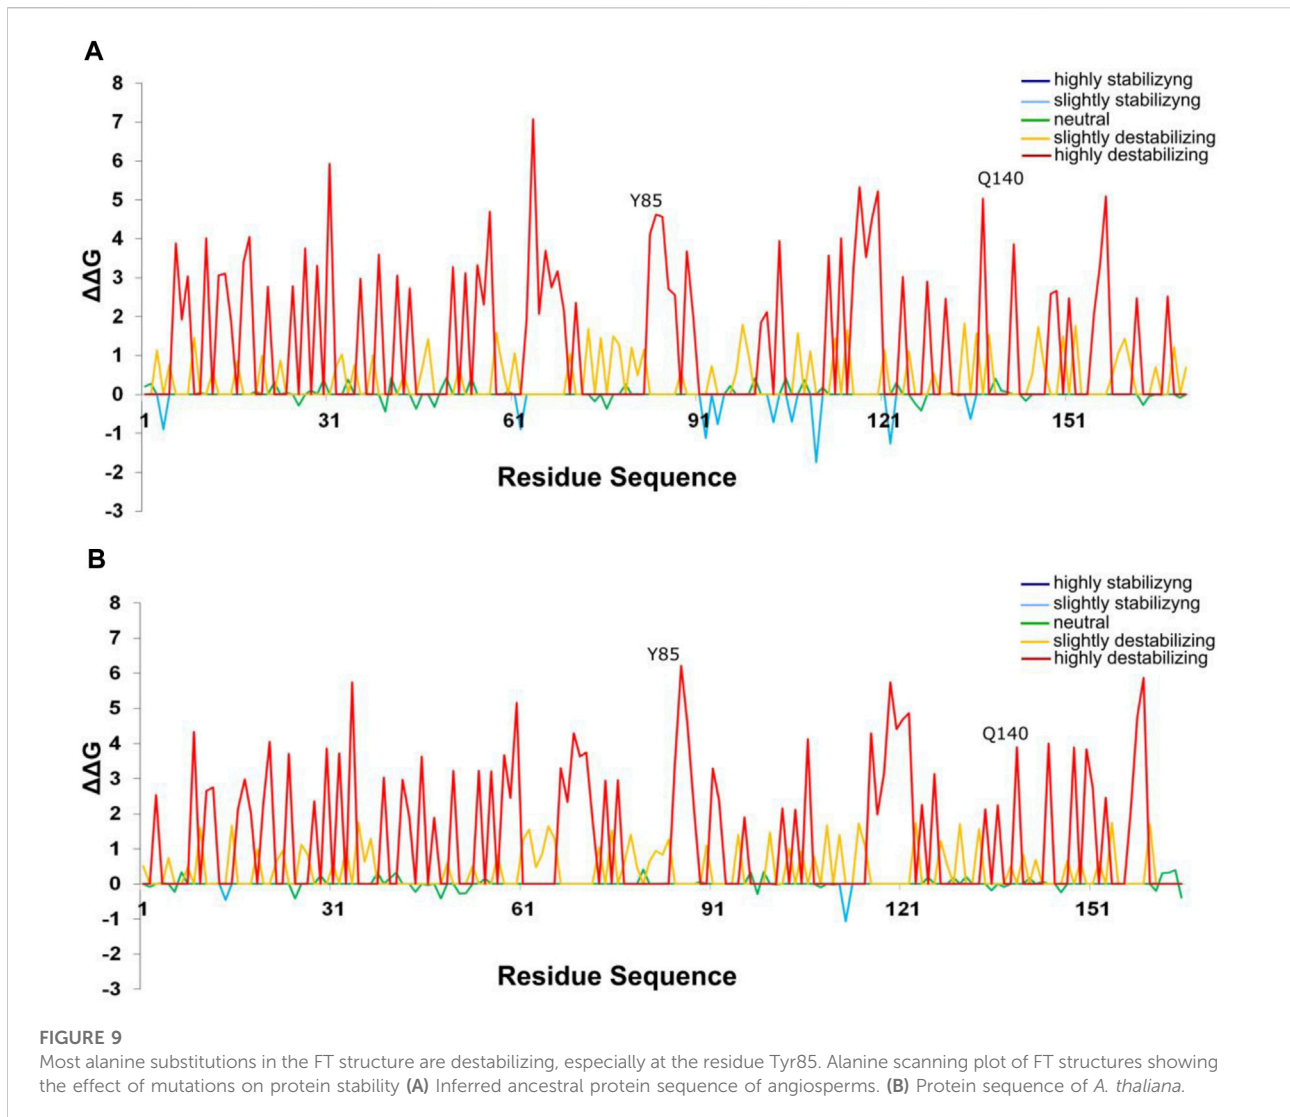 A
8
7
6
5
4
3
2
1
0
-1
-2
-3
ΔΔG
highly stabilizyng
slightly stabilizyng
neutral
slightly destabilizing
highly destabilizing
Y85
Q140
1 31 61 91 121 151
Residue Sequence
B
8
7
6
5
4
3
2
1
0
-1
-2
-3
ΔΔG
highly stabilizyng
slightly stabilizyng
neutral
slightly destabilizing
highly destabilizing
Y85
Q140
1 31 61 91 121 151
Residue Sequence
FIGURE 9
Most alanine substitutions in the FT structure are destabilizing, especially at the residue Tyr85. Alanine scanning plot of FT structures showing
the effect of mutations on protein stability (A) Inferred ancestral protein sequence of angiosperms. (B) Protein sequence of A. thaliana.